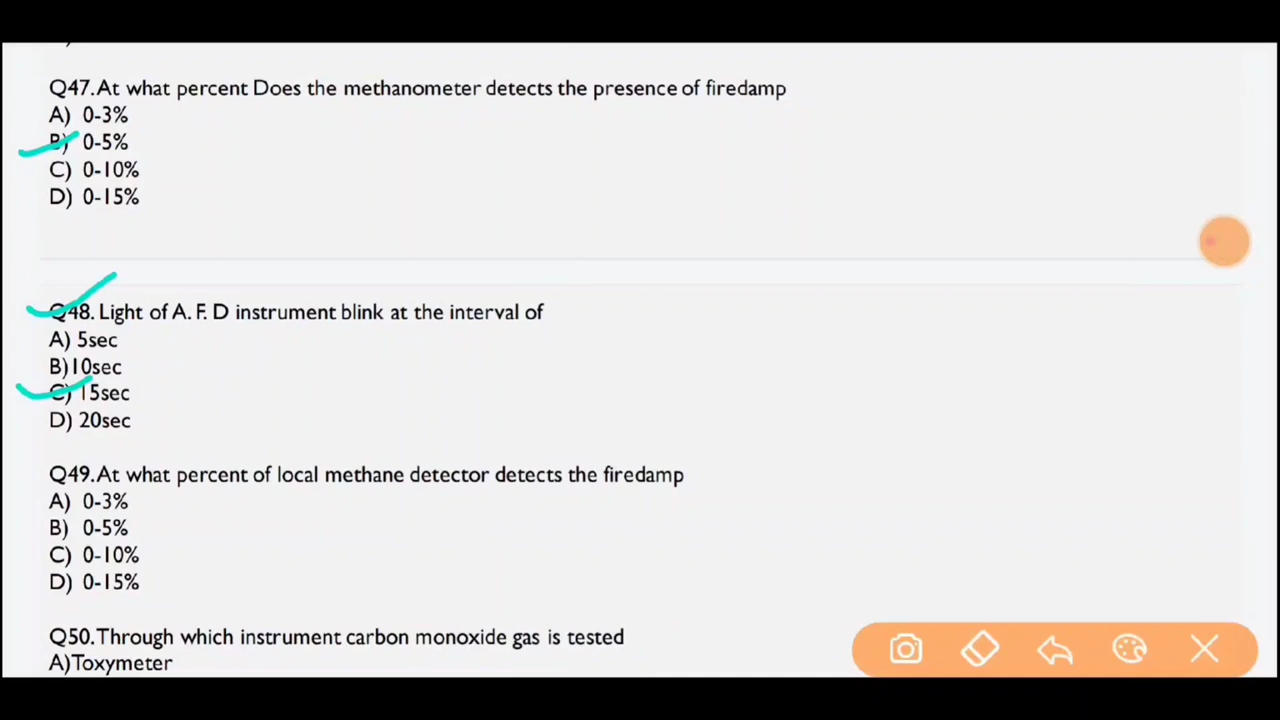 Q47.At what percent Does the methanometer detects the presence of firedamp
A) 0-3%
B) 0-5%
C) 0-10%
D) 0-15%
Q48. Light of A. F. D instrument blink at the interval of
A) 5sec
B)10sec
C) 15sec
D) 20sec
Q49.At what percent of local methane detector detects the firedamp
A) 0-3%
B) 0-5%
C) 0-10%
D) 0-15%
Q50.Through which instrument carbon monoxide gas is tested
A)Toxymeter